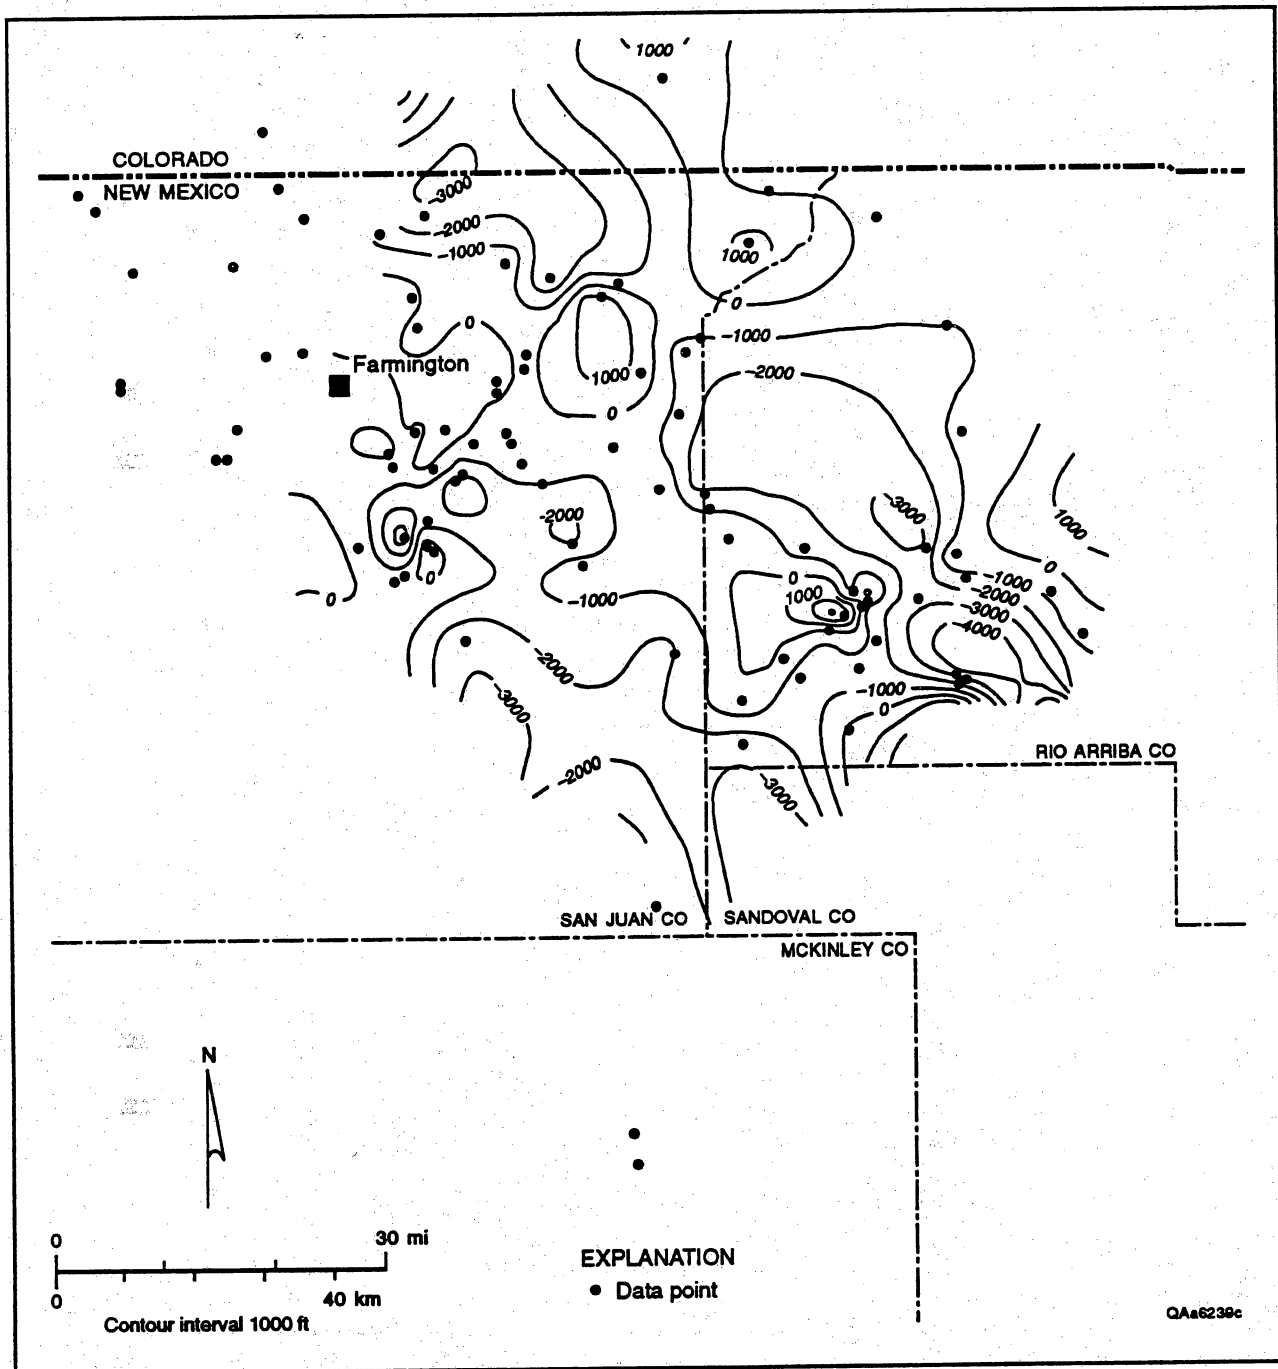 1000
COLORADO
NEW MEXICO
-3000
-2000
-1000
1000
0
0
-1000
Farmington
1000
-2000
0
-3000
-2000
1000
0
0
-1000
0
-1000
-2000
1000
-3000
0
-4000
-2000
-3000
-1000
0
RIO ARRIBA CO
-2000
-3000
SAN JUAN CO
SANDOVAL CO
MCKINLEY CO
N
0
30 mi
EXPLANATION
Data point
0
40 km
Contour interval 1000 ft
QAa6239c